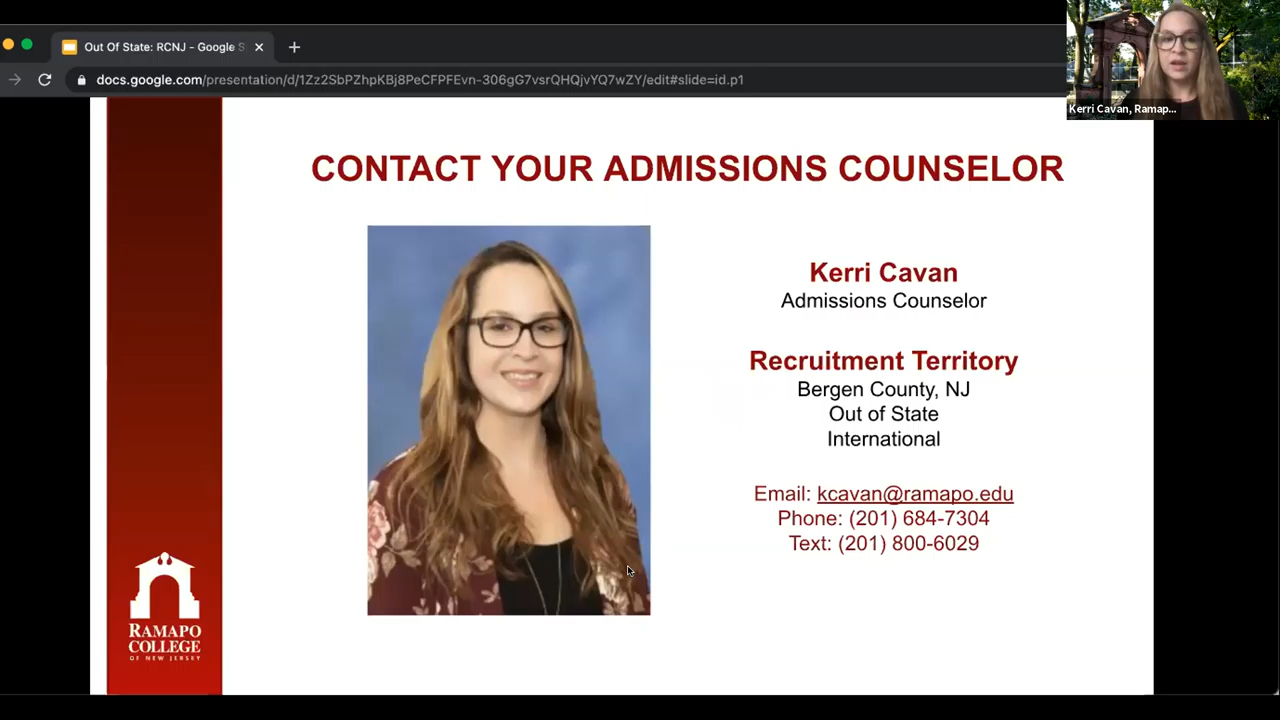 Out Of State: RCNJ - Google S
docs.google.com/presentation/d/1Zz2SbPZhpKBj8PeCFPFEvn-306gG7vsrQHQjvYQ7wZY/edit#slide=id.p1
Kerri Cavan, Ramap...
CONTACT YOUR ADMISSIONS COUNSELOR
Kerri Cavan
Admissions Counselor
Recruitment Territory
Bergen County, NJ
Out of State
International
Email: kcavan@ramapo.edu
Phone: (201) 684-7304
Text: (201) 800-6029
RAMAPO
COLLEGE
OF NEW JERSEY